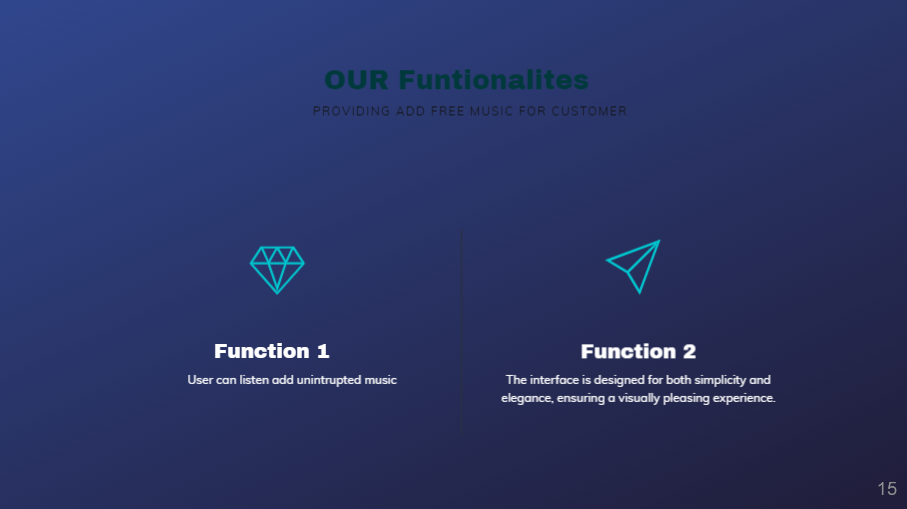 OUR Funtionalites
PROVIDING ADD FREE MUSIC FOR CUSTOMER
Function 1
User can listen add unintrupted music
Function 2
The interface is designed for both simplicity and
elegance, ensuring a visually pleasing experience.
15